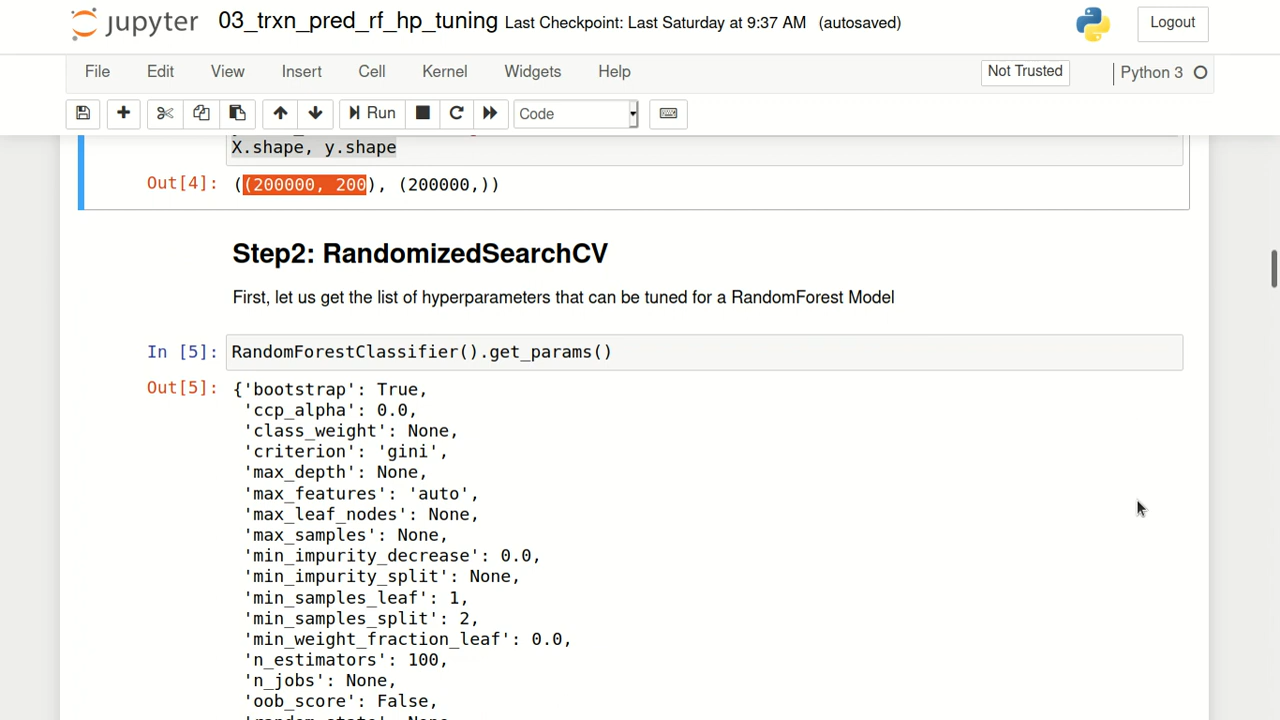 jupyter 03_trxn_pred_rf_hp_tuning Last Checkpoint: Last Saturday at 9:37 AM (autosaved) Logout
File Edit View Insert Cell Kernel Widgets Help Not Trusted Python 3
Run Code
X.shape, y.shape
Out[4]: ((200000, 200), (200000,))
Step2: RandomizedSearchCV
First, let us get the list of hyperparameters that can be tuned for a RandomForest Model
In [5]: RandomForestClassifier().get_params()
Out[5]: {'bootstrap': True,
'ccp_alpha': 0.0,
'class_weight': None,
'criterion': 'gini',
'max_depth': None,
'max_features': 'auto',
'max_leaf_nodes': None,
'max_samples': None,
'min_impurity_decrease': 0.0,
'min_impurity_split': None,
'min_samples_leaf': 1,
'min_samples_split': 2,
'min_weight_fraction_leaf': 0.0,
'n_estimators': 100,
'n_jobs': None,
'oob_score': False,